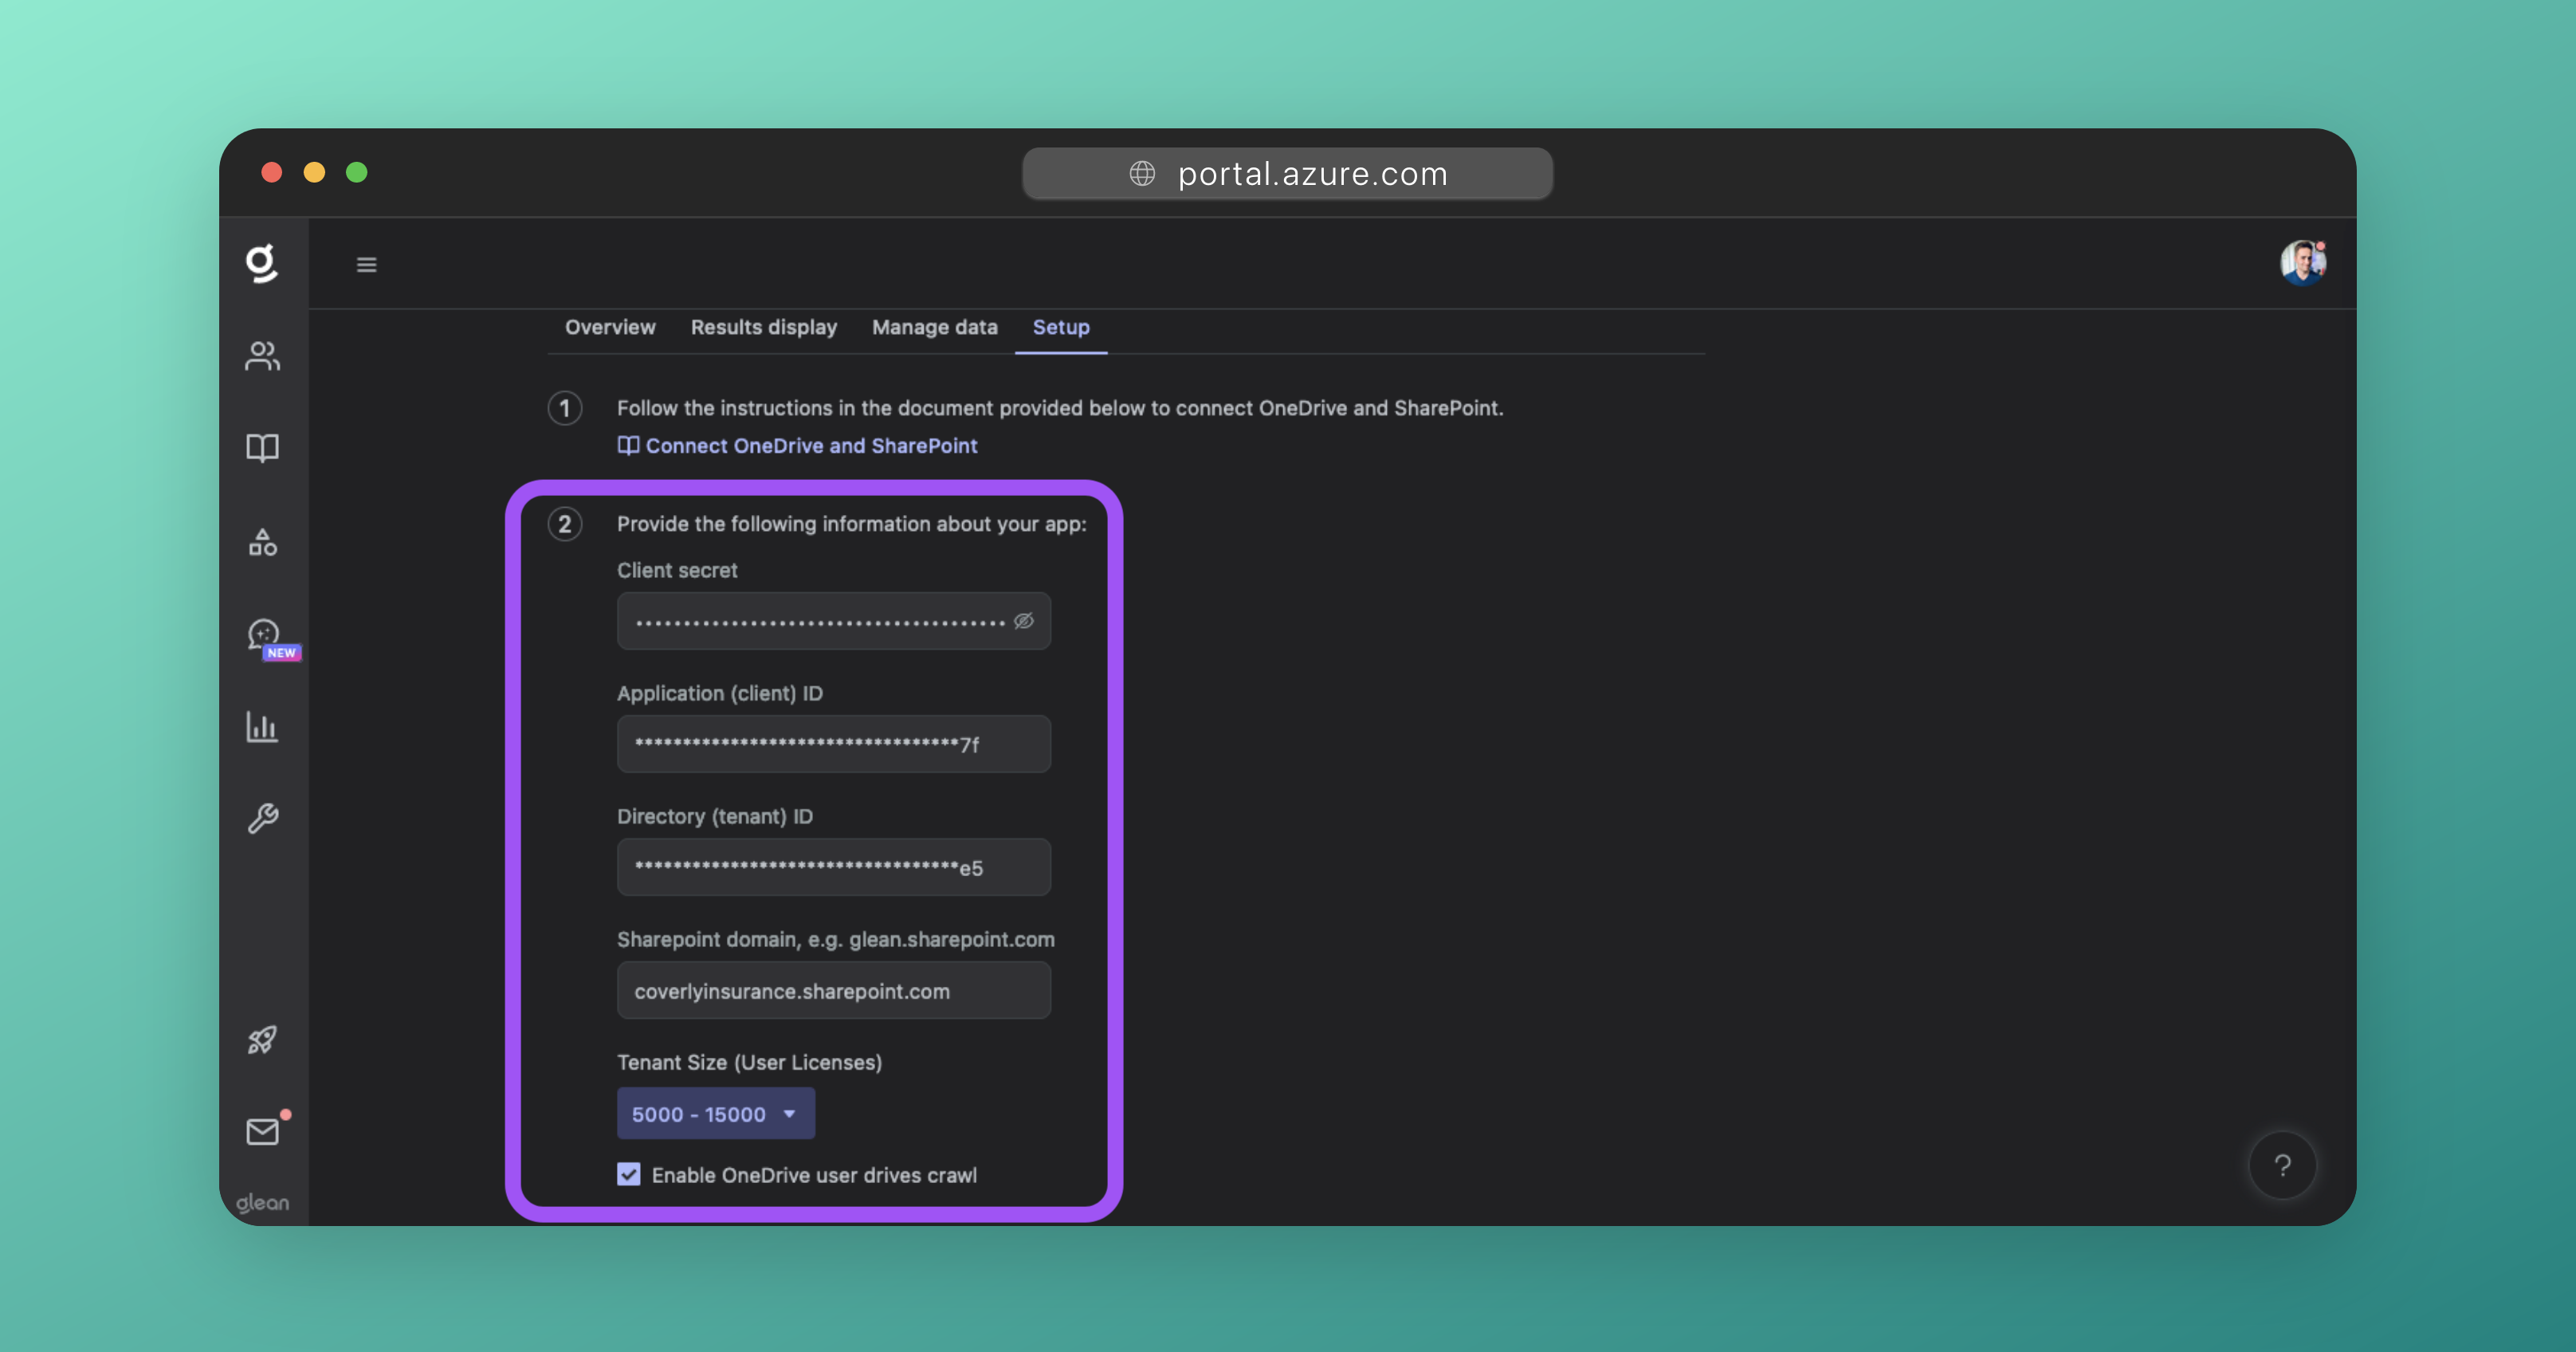 portal.azure.com
g
Overview Results display Manage data Setup
1 Follow the instructions in the document provided below to connect OneDrive and SharePoint.
Connect OneDrive and SharePoint
2 Provide the following information about your app:
Client secret
•••••••••••••••••••••••••••••••••••••••
Application (client) ID
**********************************7f
Directory (tenant) ID
**********************************e5
Sharepoint domain, e.g. glean.sharepoint.com
coverlyinsurance.sharepoint.com
Tenant Size (User Licenses)
5000 - 15000
Enable OneDrive user drives crawl
NEW
glean
?